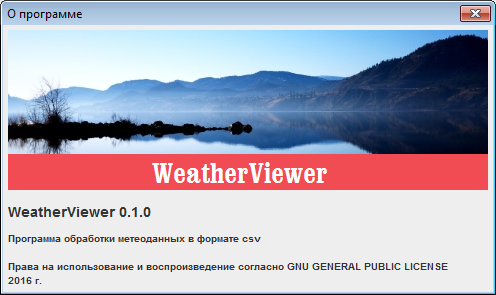 О программе
WeatherViewer
WeatherViewer 0.1.0
Программа обработки метеоданных в формате csv
Права на использование и воспроизведение согласно GNU GENERAL PUBLIC LICENSE
2016 г.